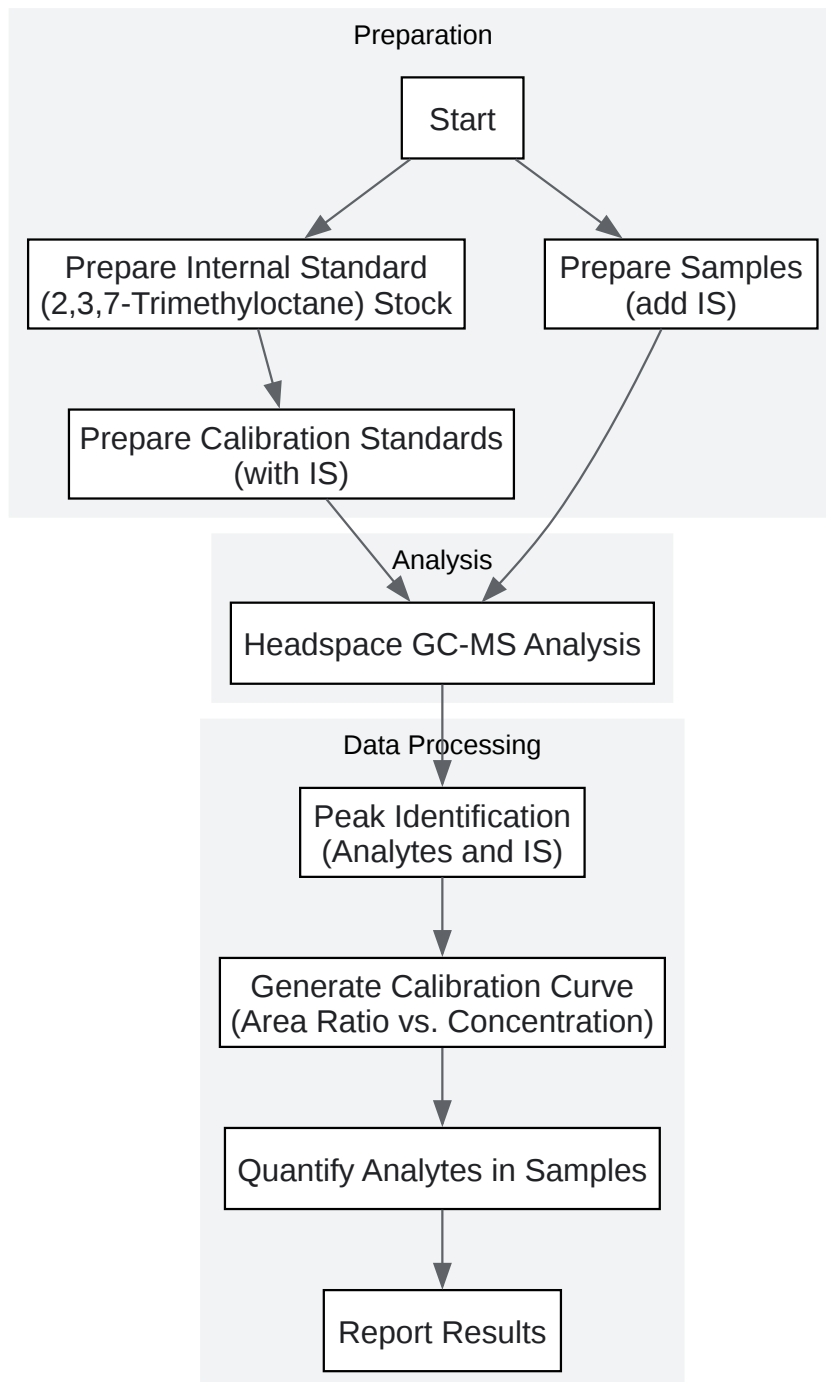 Preparation
Start
Prepare Internal Standard
(2,3,7-Trimethyloctane) Stock
Prepare Samples
(add IS)
Prepare Calibration Standards
(with IS)
Analysis
Headspace GC-MS Analysis
Data Processing
Peak Identification
(Analytes and IS)
Generate Calibration Curve
(Area Ratio vs. Concentration)
Quantify Analytes in Samples
Report Results